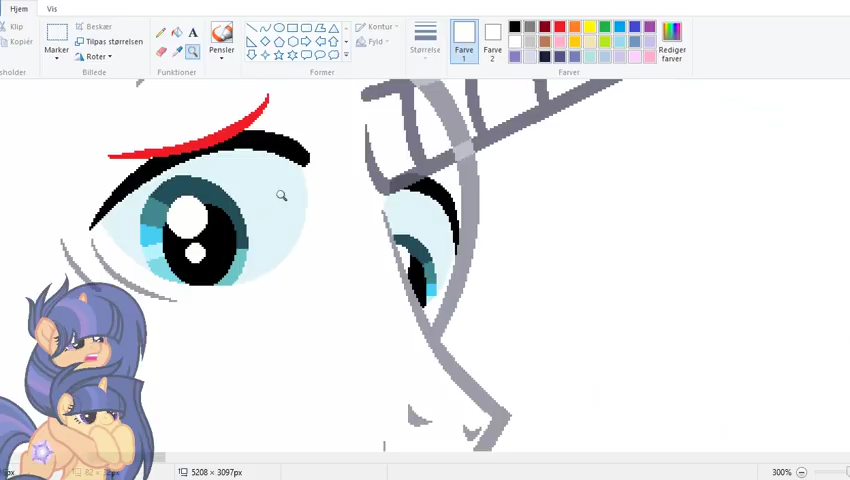 Hjem Vis
Klip
Kopiér
sholder
Marker
Beskær
Tilpas størrelsen
Roter
Billede
A
Funktioner
Pensler
Former
Kontur
Fyld
Størrelse
Farve
1
Farve
2
Rediger
farver
Farver
5208 × 3097px
300%